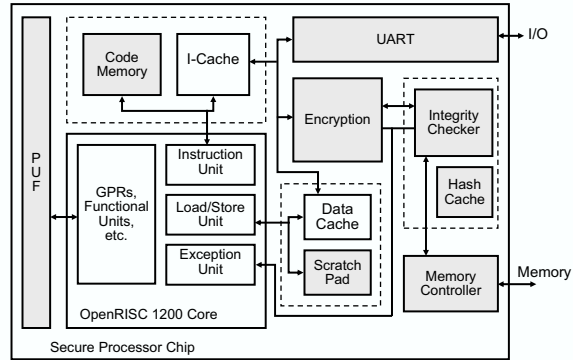 UART
I/O
Code
Memory
I-Cache
Encryption
Integrity
Checker
Hash
Cache
P
U
F
GPRs,
Functional
Units,
etc.
Instruction
Unit
Load/Store
Unit
Exception
Unit
Data
Cache
Scratch
Pad
Memory
Controller
Memory
OpenRISC 1200 Core
Secure Processor Chip